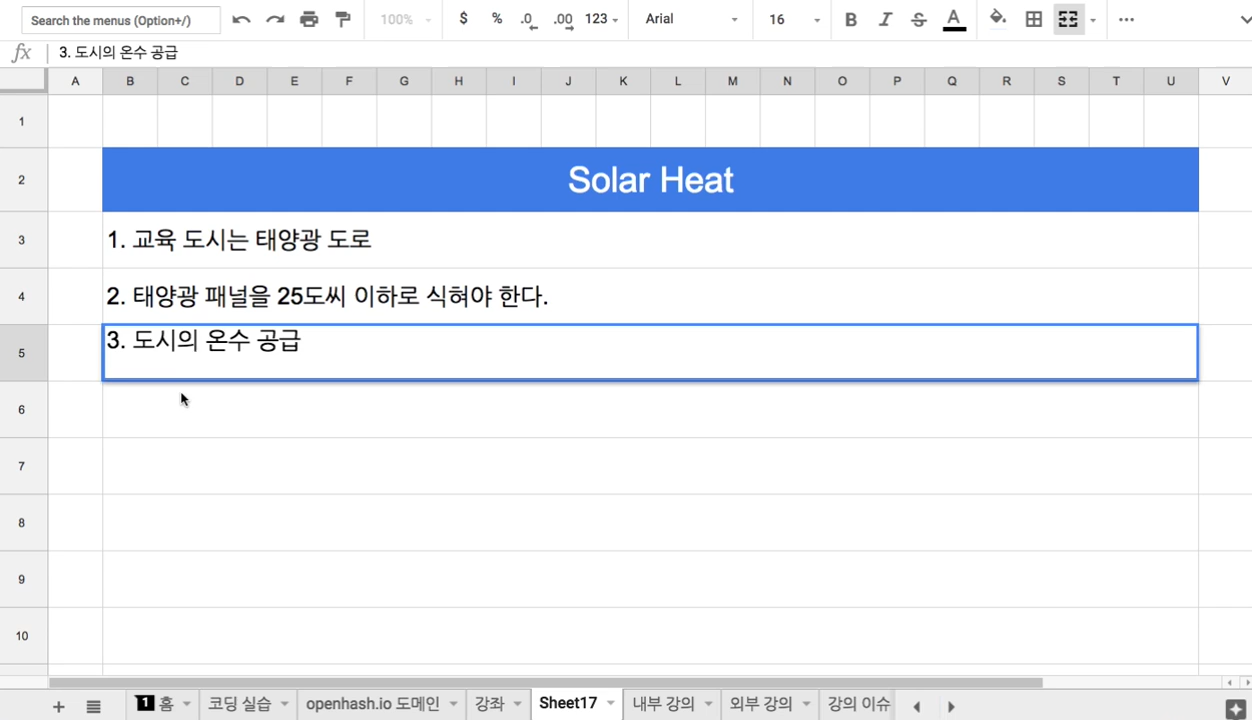 Search the menus (Option+/) 100% $ % .0 .00 123 Arial 16 B I S A
fx 3. 도시의 온수 공급
A B C D E F G H I J K L M N O P Q R S T U V
1
2 Solar Heat
3 1. 교육 도시는 태양광 도로
4 2. 태양광 패널을 25도씨 이하로 식혀야 한다.
5 3. 도시의 온수 공급
6
7
8
9
10
+ 1 홈 코딩 실습 openhash.io 도메인 강좌 Sheet17 내부 강의 외부 강의 강의 이슈